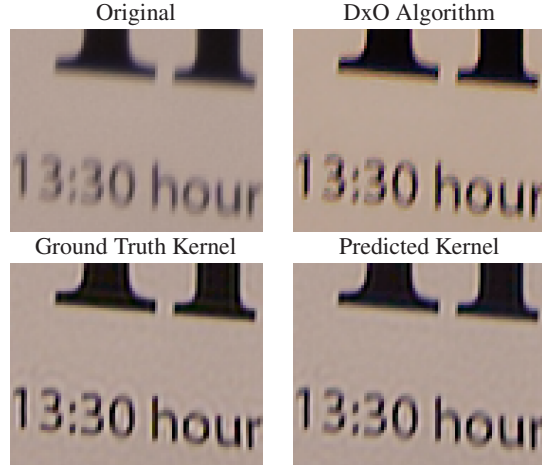 Original
DxO Algorithm
13:30 hour
13:30 hour
Ground Truth Kernel
Predicted Kernel
13:30 hour
13:30 hour